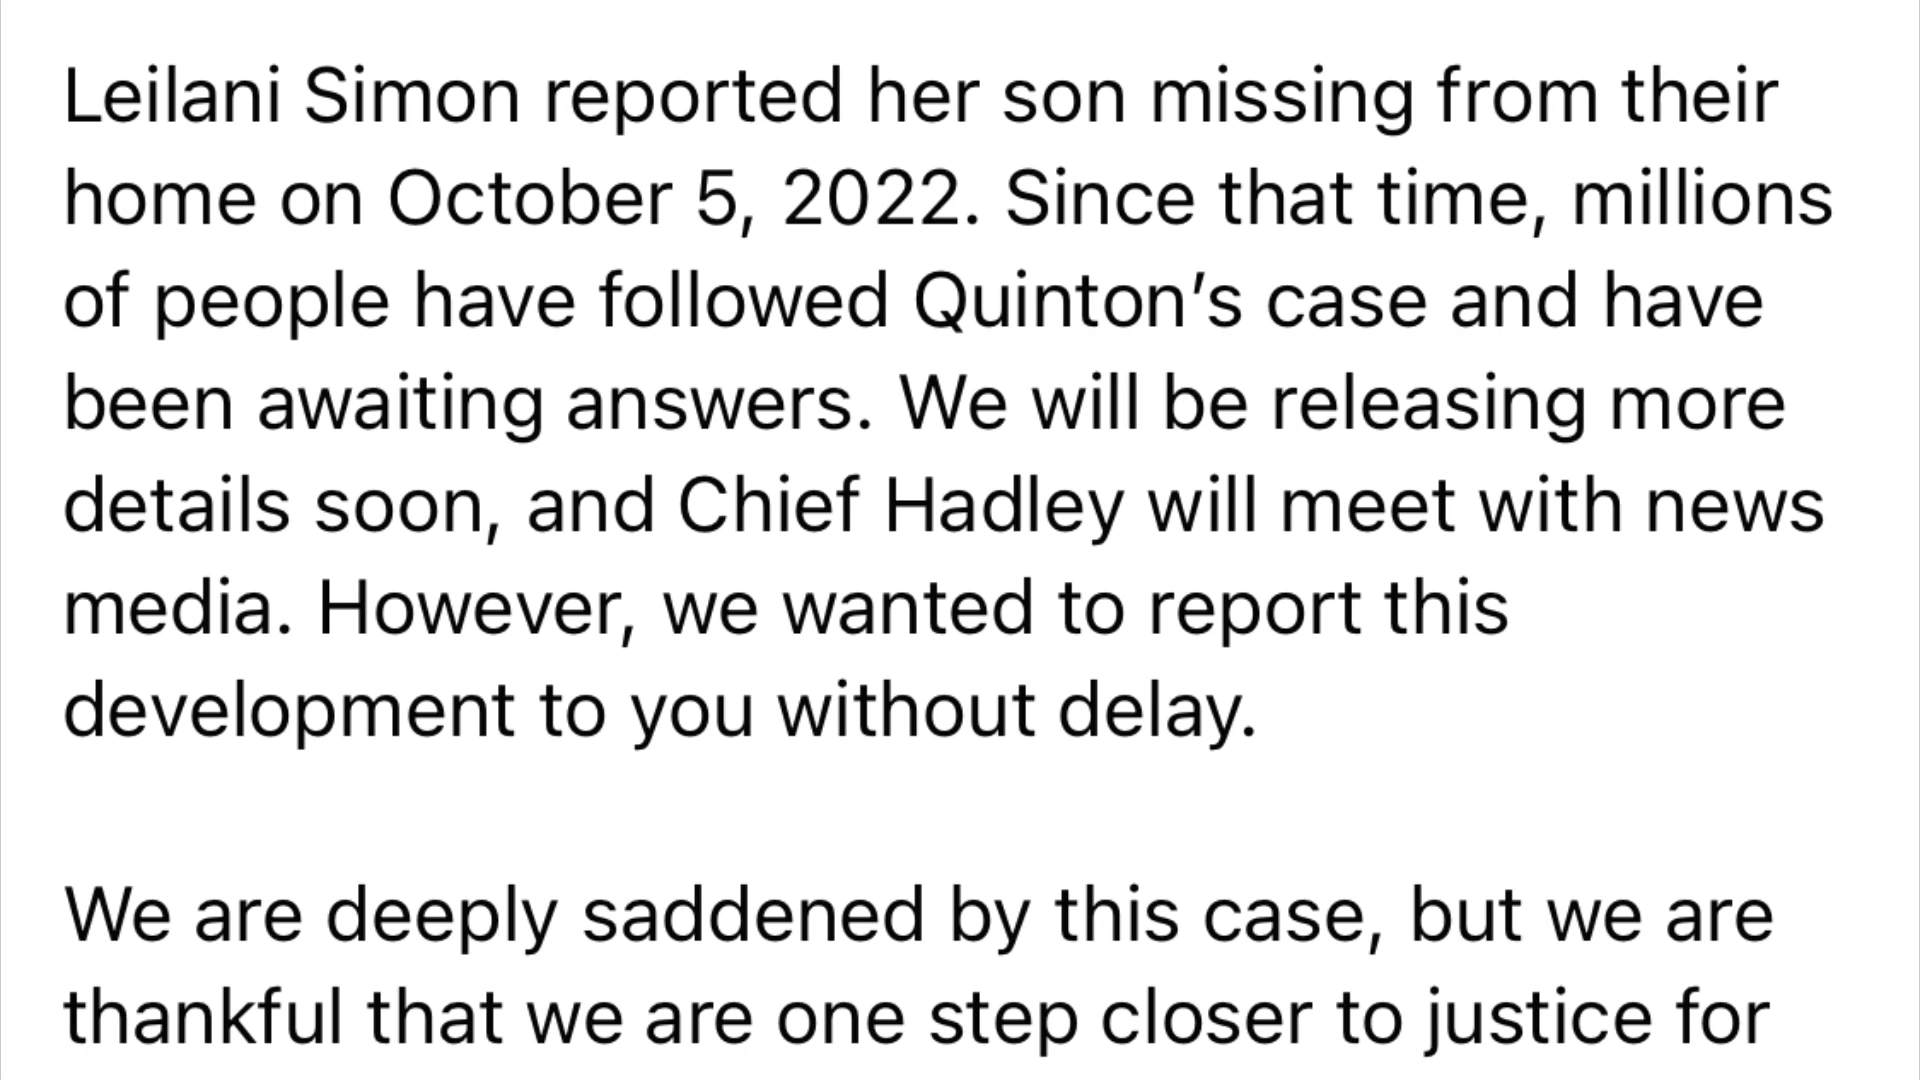 Leilani Simon reported her son missing from their
home on October 5, 2022. Since that time, millions
of people have followed Quinton’s case and have
been awaiting answers. We will be releasing more
details soon, and Chief Hadley will meet with news
media. However, we wanted to report this
development to you without delay.
We are deeply saddened by this case, but we are
thankful that we are one step closer to justice for